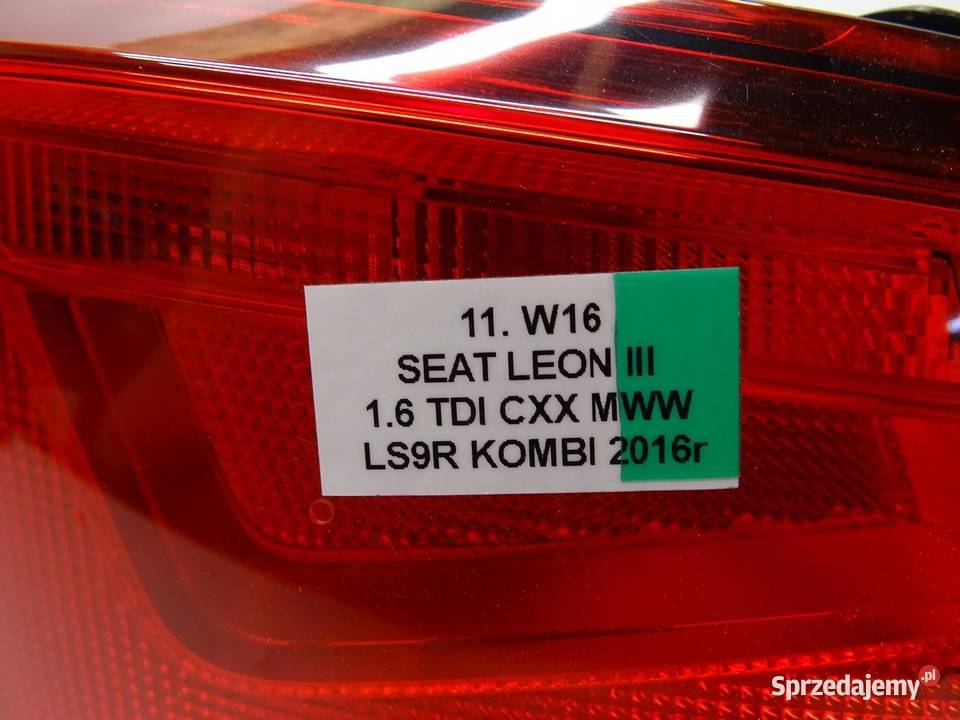 11. W16
SEAT LEON III
1.6 TDI CXX MWW
LS9R KOMBI 2016r
Sprzedajemy.pl